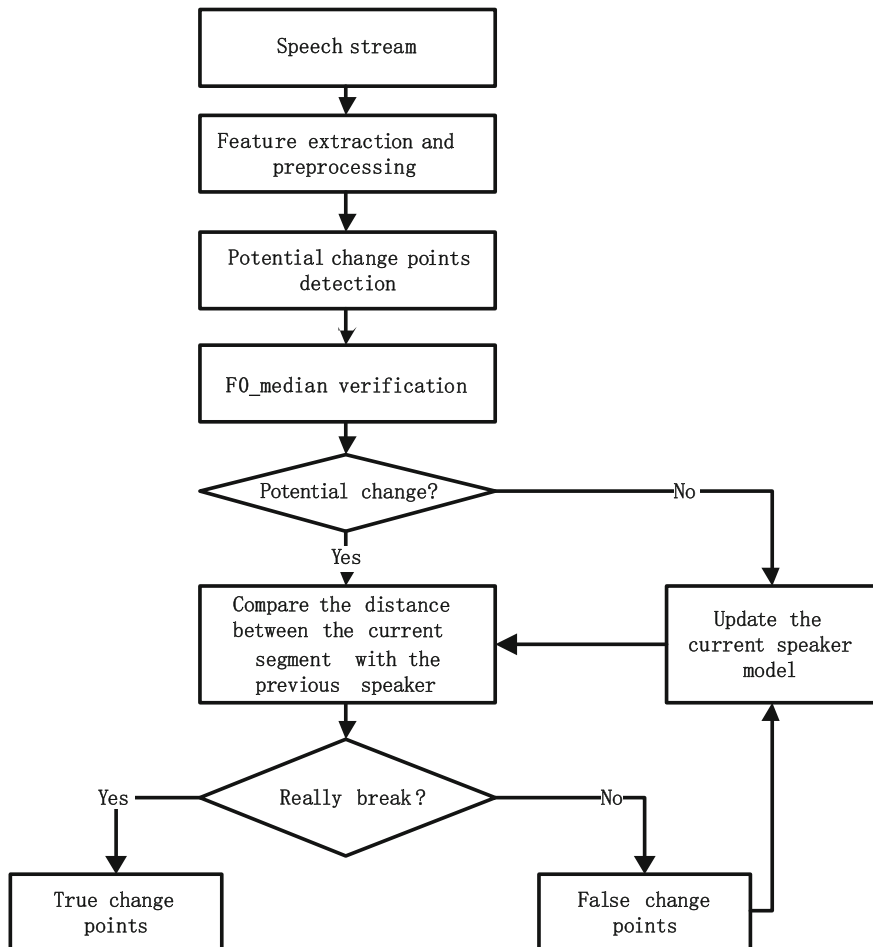 Speech stream
Feature extraction and
preprocessing
Potential change points
detection
F0_median verification
Potential change?
No
Yes
Compare the distance
between the current
segment with the
previous speaker
Update the
current speaker
model
Yes
Really break?
No
True change
points
False change
points